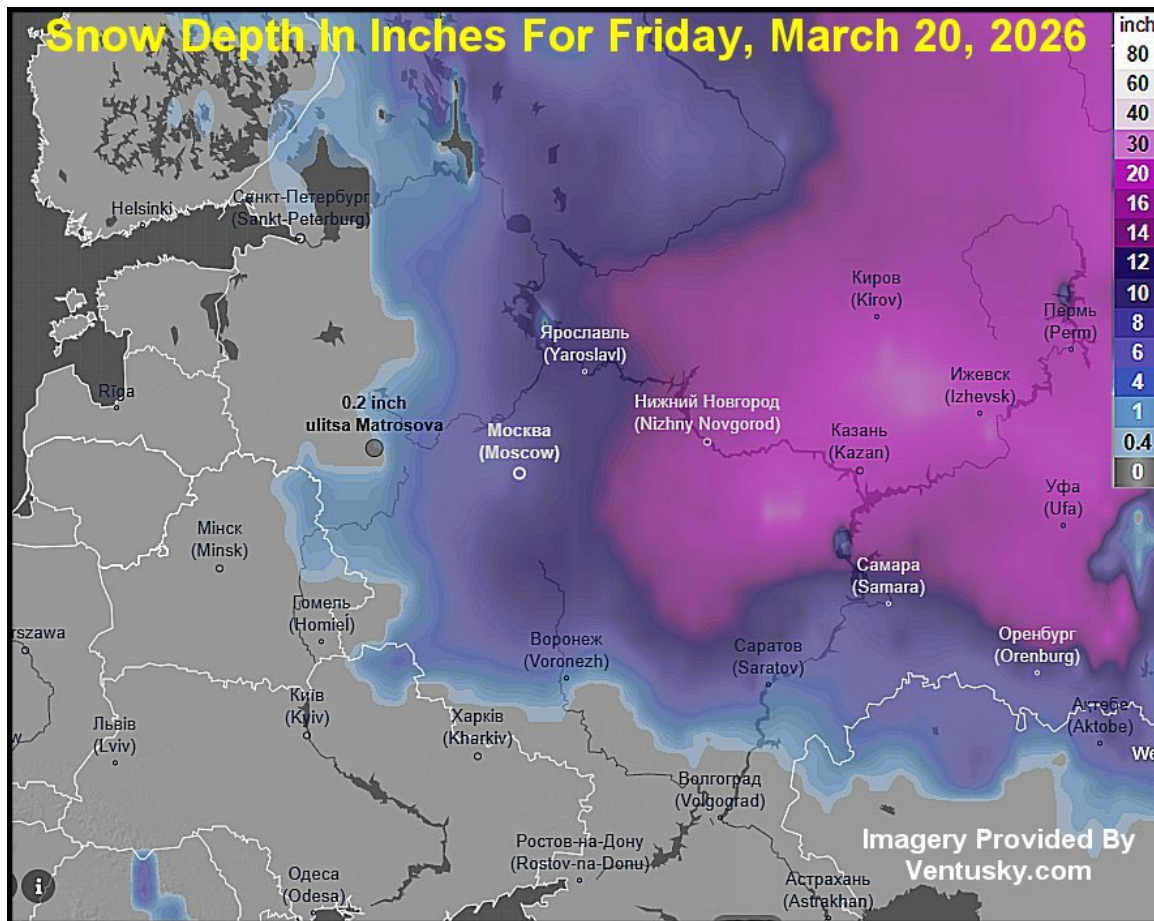 Snow Depth In Inches For Friday, March 20, 2026
inch
80
60
40
30
20
16
14
12
10
8
6
4
1
0.4
0
Helsinki
Санкт-Петербург
(Sankt-Peterburg)
Киров
(Kirov)
Пермь
(Perm)
Ярославль
(Yaroslavl)
Ижевск
(Izhevsk)
Rīga
0.2 inch
ulitsa Matrosova
Нижний Новгород
(Nizhny Novgorod)
Москва
(Moscow)
Казань
(Kazan)
Уфа
(Ufa)
Мінск
(Minsk)
Самара
(Samara)
Гомель
(Homieĺ)
rszawa
Воронеж
(Voronezh)
Саратов
(Saratov)
Оренбург
(Orenburg)
Київ
(Kyiv)
Ақтөбе
(Aktobe)
Львів
(Lviv)
Харків
(Kharkiv)
w
We
Волгоград
(Volgograd)
Ростов-на-Дону
(Rostov-na-Donu)
Imagery Provided By
Ventusky.com
i
Одеса
(Odesa)
Астрахань
(Astrakhan)